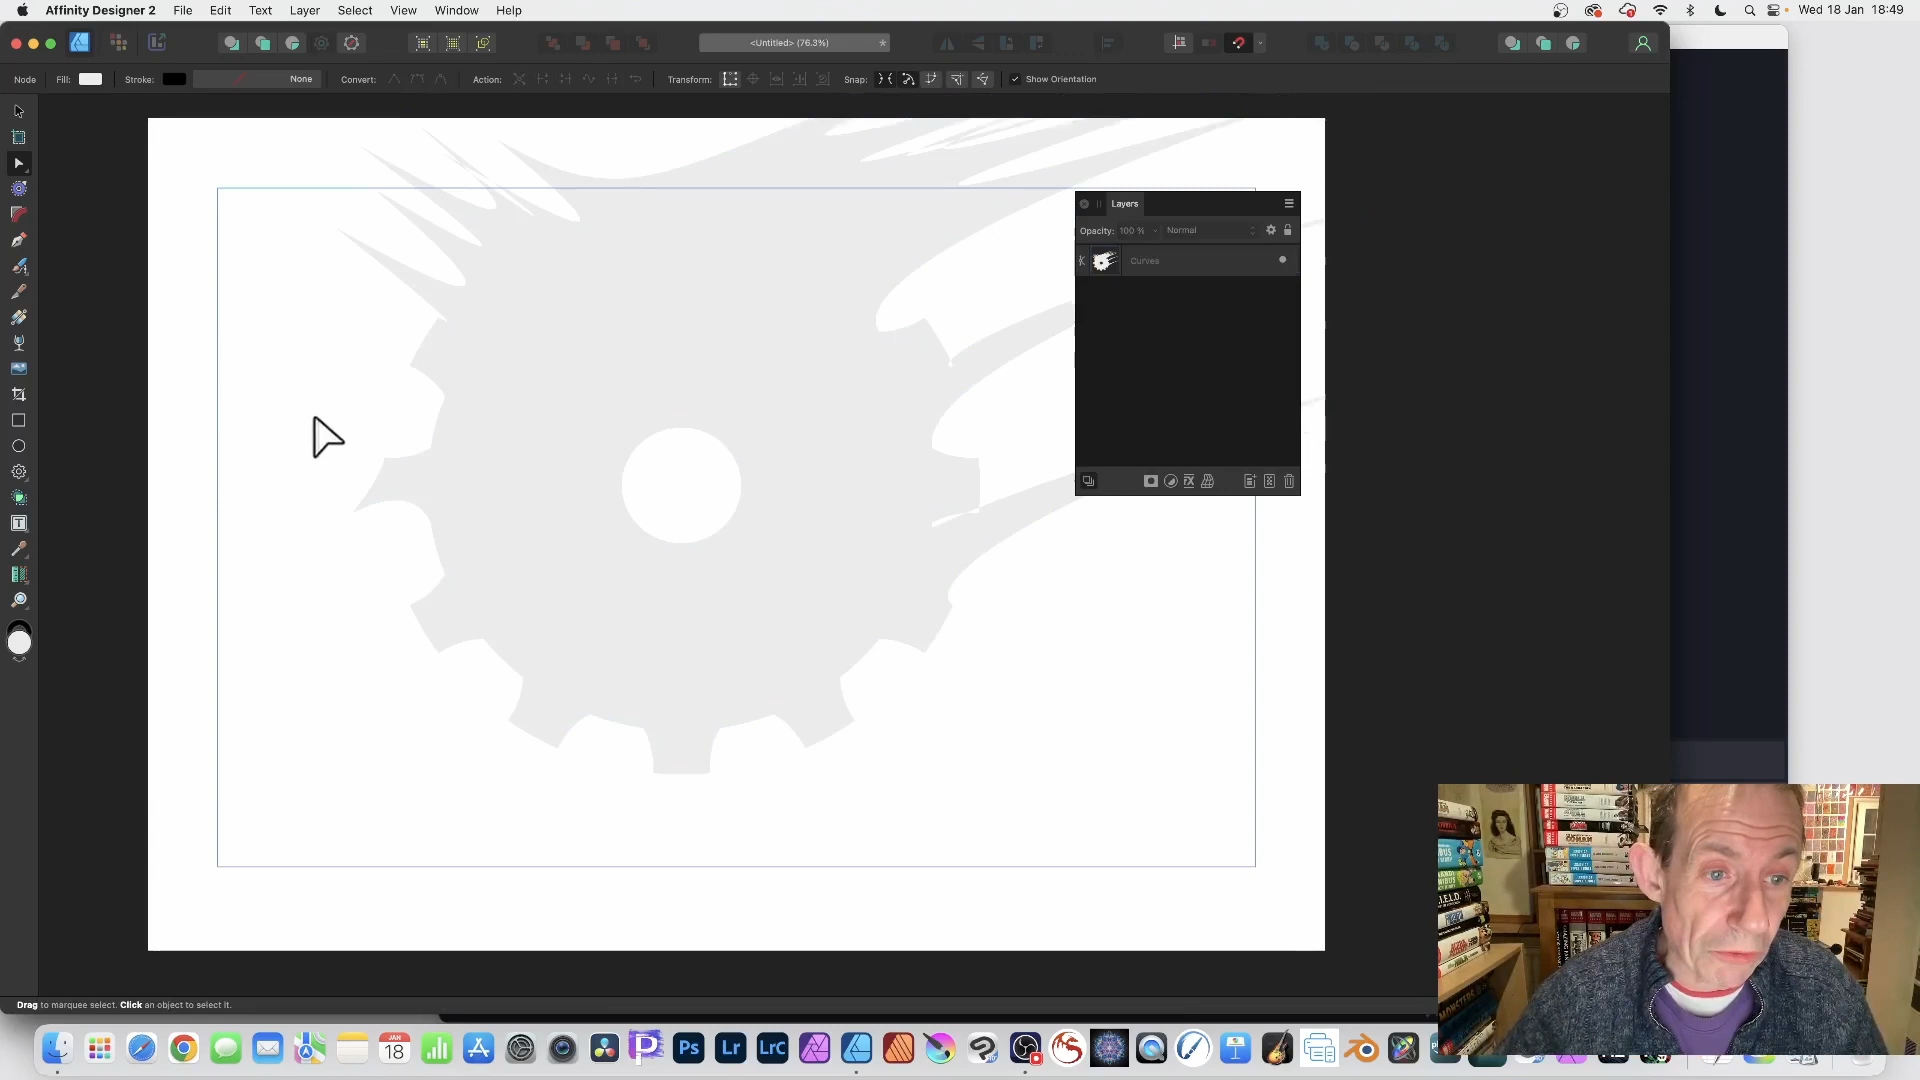 Affinity Designer 2 File Edit Text Layer Select View Window Help Wed 18 Jan 18:49
<Untitled> (76.3%)
Node Fill: Stroke: None Convert: Action: Transform: Snap: Show Orientation
Layers
Opacity: 100 % Normal
Curves
Drag to marquee select. Click an object to select it.
JAN
18
Ps Lr LrC